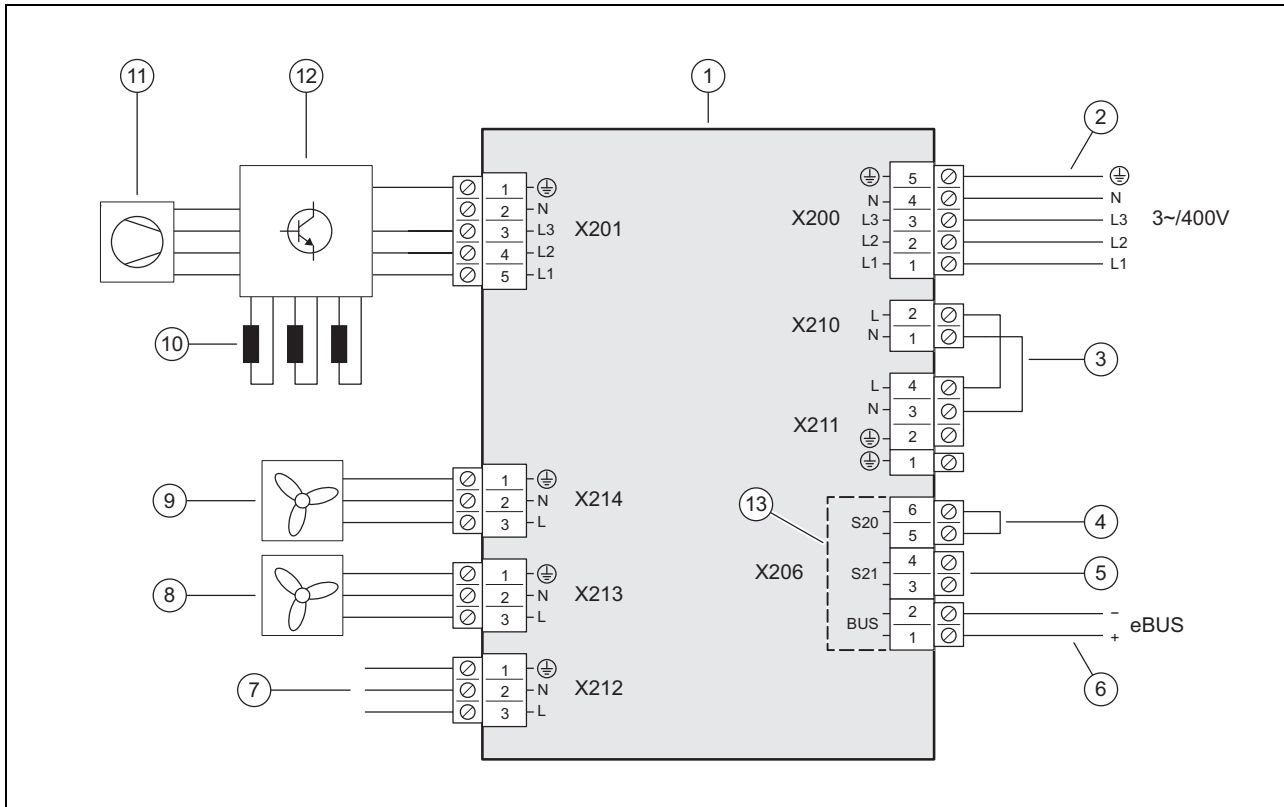 11
12
1
2
1 N
2 L3
3 L2
4 L1
5
X201
X200
5
N 4 N
L3 3 L3 3~/400V
L2 2 L2
L1 1 L1
10
X210
L 2
N 1
3
X211
L 4
N 3
2
1
9
1
2 N
3 L
X214
13
X206
S20
6
5
4
S21
4
3
5
BUS
2 −
1 +
eBUS
6
8
1
2 N
3 L
X213
7
1
2 N
3 L
X212